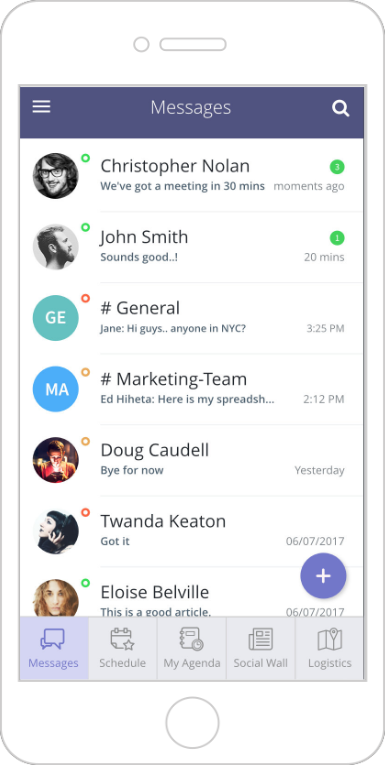 Messages
Christopher Nolan
3
We've got a meeting in 30 mins moments ago
John Smith
1
Sounds good..! 20 mins
GE
# General
Jane: Hi guys.. anyone in NYC? 3:25 PM
MA
# Marketing-Team
Ed Hiheta: Here is my spreadsh... 2:12 PM
Doug Caudell
Bye for now Yesterday
Twanda Keaton
Got it 06/07/2017
+
Eloise Belville
This is a good article. 06/07/2017
Messages Schedule My Agenda Social Wall Logistics